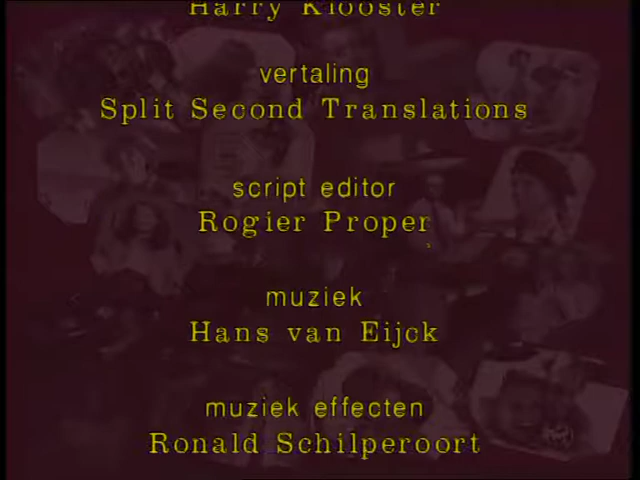 Harry Klooster
vertaling
Split Second Translations
script editor
Rogier Proper
muziek
Hans van Eijck
muziek effecten
Ronald Schilperoort